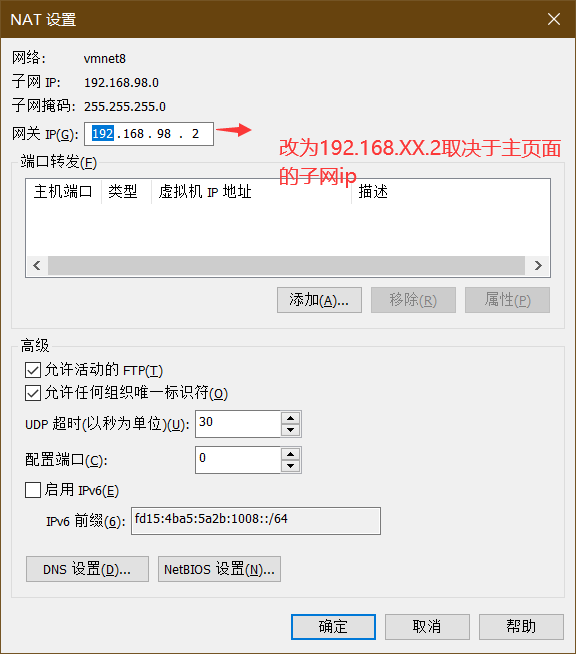 NAT 设置
网络: vmnet8
子网 IP: 192.168.98.0
子网掩码: 255.255.255.0
网关 IP(G): 192 . 168 . 98 . 2
改为192.168.XX.2取决于主页面
的子网ip
端口转发(F)
主机端口 类型 虚拟机 IP 地址 描述
添加(A)... 移除(R) 属性(P)
高级
允许活动的 FTP(T)
允许任何组织唯一标识符(O)
UDP 超时(以秒为单位)(U): 30
配置端口(C): 0
启用 IPv6(E)
IPv6 前缀(6): fd15:4ba5:5a2b:1008::/64
DNS 设置(D)... NetBIOS 设置(N)...
确定 取消 帮助